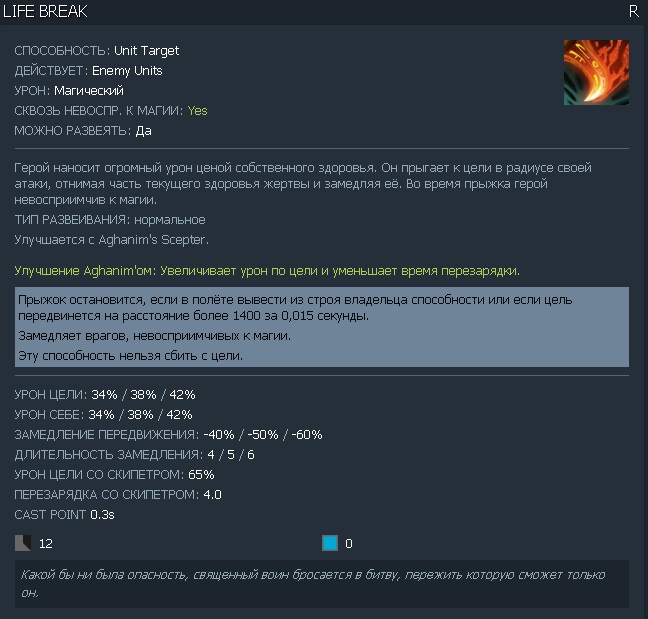 LIFE BREAK R
СПОСОБНОСТЬ: Unit Target
ДЕЙСТВУЕТ: Enemy Units
УРОН: Магический
СКВОЗЬ НЕВОСПР. К МАГИИ: Yes
МОЖНО РАЗВЕЯТЬ: Да
Герой наносит огромный урон ценой собственного здоровья. Он прыгает к цели в радиусе своей
атаки, отнимая часть текущего здоровья жертвы и замедляя её. Во время прыжка герой
невосприимчив к магии.
ТИП РАЗВЕИВАНИЯ: нормальное
Улучшается с Aghanim's Scepter.
Улучшение Aghanim'ом: Увеличивает урон по цели и уменьшает время перезарядки.
Прыжок остановится, если в полёте вывести из строя владельца способности или если цель
передвинется на расстояние более 1400 за 0,015 секунды.
Замедляет врагов, невосприимчивых к магии.
Эту способность нельзя сбить с цели.
УРОН ЦЕЛИ: 34% / 38% / 42%
УРОН СЕБЕ: 34% / 38% / 42%
ЗАМЕДЛЕНИЕ ПЕРЕДВИЖЕНИЯ: -40% / -50% / -60%
ДЛИТЕЛЬНОСТЬ ЗАМЕДЛЕНИЯ: 4 / 5 / 6
УРОН ЦЕЛИ СО СКИПЕТРОМ: 65%
ПЕРЕЗАРЯДКА СО СКИПЕТРОМ: 4.0
CAST POINT 0.3s
12 0
Какой бы ни была опасность, священный воин бросается в битву, пережить которую сможет только
он.